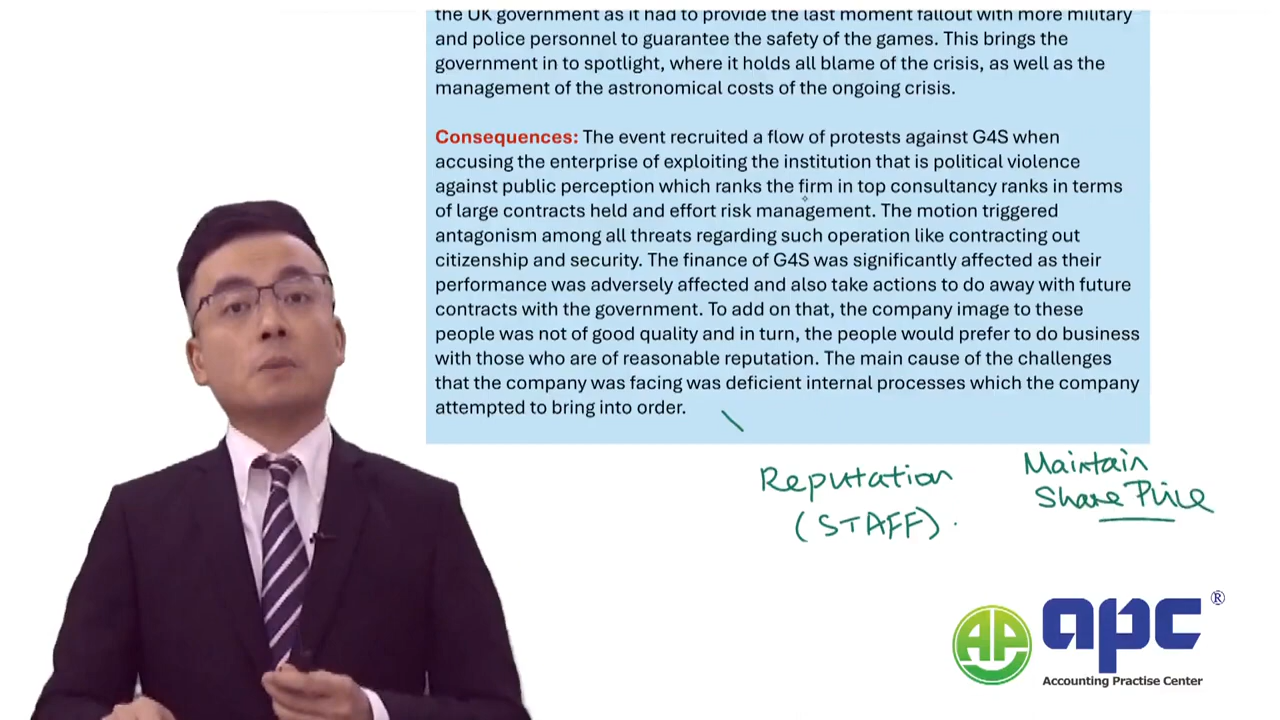 the UK government as it had to provide the last moment fallout with more military
and police personnel to guarantee the safety of the games. This brings the
government in to spotlight, where it holds all blame of the crisis, as well as the
management of the astronomical costs of the ongoing crisis.
Consequences: The event recruited a flow of protests against G4S when
accusing the enterprise of exploiting the institution that is political violence
against public perception which ranks the firm in top consultancy ranks in terms
of large contracts held and effort risk management. The motion triggered
antagonism among all threats regarding such operation like contracting out
citizenship and security. The finance of G4S was significantly affected as their
performance was adversely affected and also take actions to do away with future
contracts with the government. To add on that, the company image to these
people was not of good quality and in turn, the people would prefer to do business
with those who are of reasonable reputation. The main cause of the challenges
that the company was facing was deficient internal processes which the company
attempted to bring into order.
Reputation
(STAFF).
Maintain
Share Price
AP
apc®
Accounting Practise Center